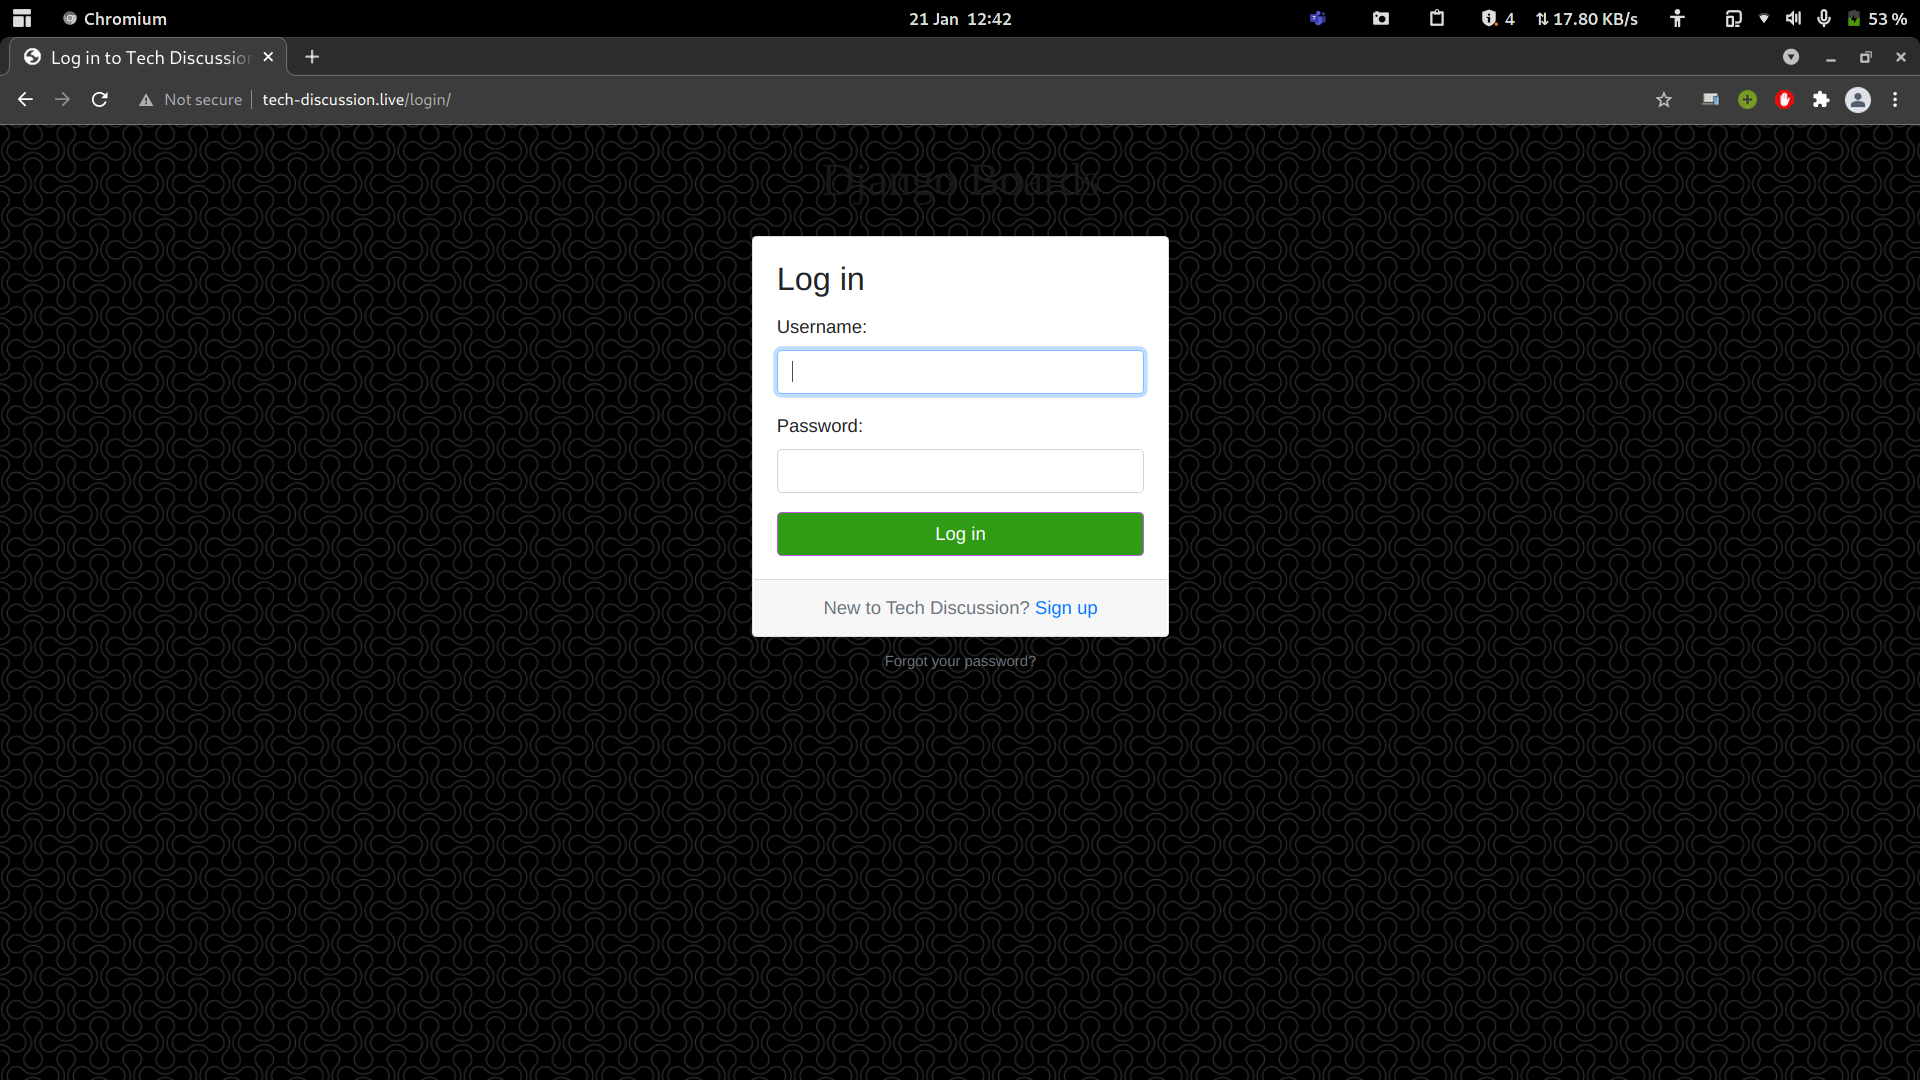 Chromium
21 Jan 12:42
4
17.80 KB/s
53 %
Log in to Tech Discussion
Not secure
tech-discussion.live/login/
Django Boards
Log in
Username:
Password:
Log in
New to Tech Discussion? Sign up
Forgot your password?